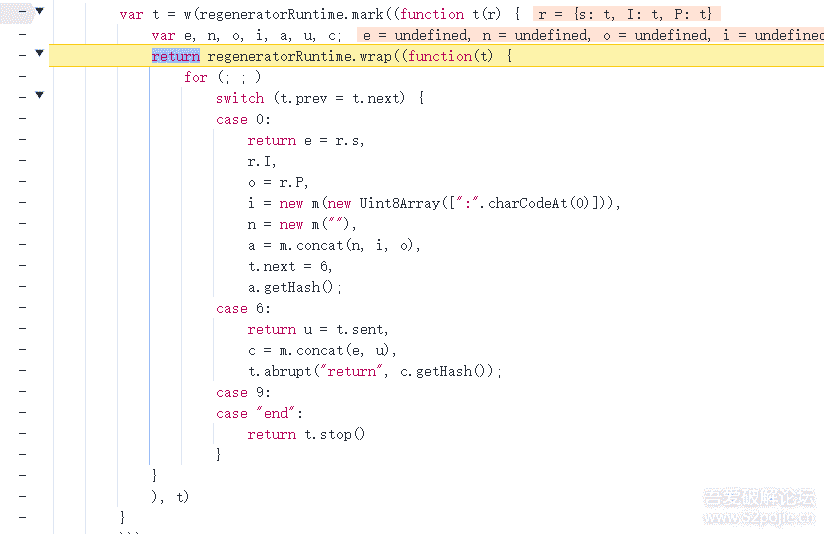 var t = w(regeneratorRuntime.mark((function t(r) { r = {s: t, I: t, P: t}
var e, n, o, i, a, u, c; e = undefined, n = undefined, o = undefined, i = undefined
return regeneratorRuntime.wrap((function(t) {
for (; ; )
switch (t.prev = t.next) {
case 0:
return e = r.s,
r.I,
o = r.P,
i = new m(new Uint8Array([":".charCodeAt(0)])),
n = new m(""),
a = m.concat(n, i, o),
t.next = 6,
a.getHash();
case 6:
return u = t.sent,
c = m.concat(e, u),
t.abrupt("return", c.getHash());
case 9:
case "end":
return t.stop()
}
}
), t)
}
吾爱破解论坛
www.52pojie.cn